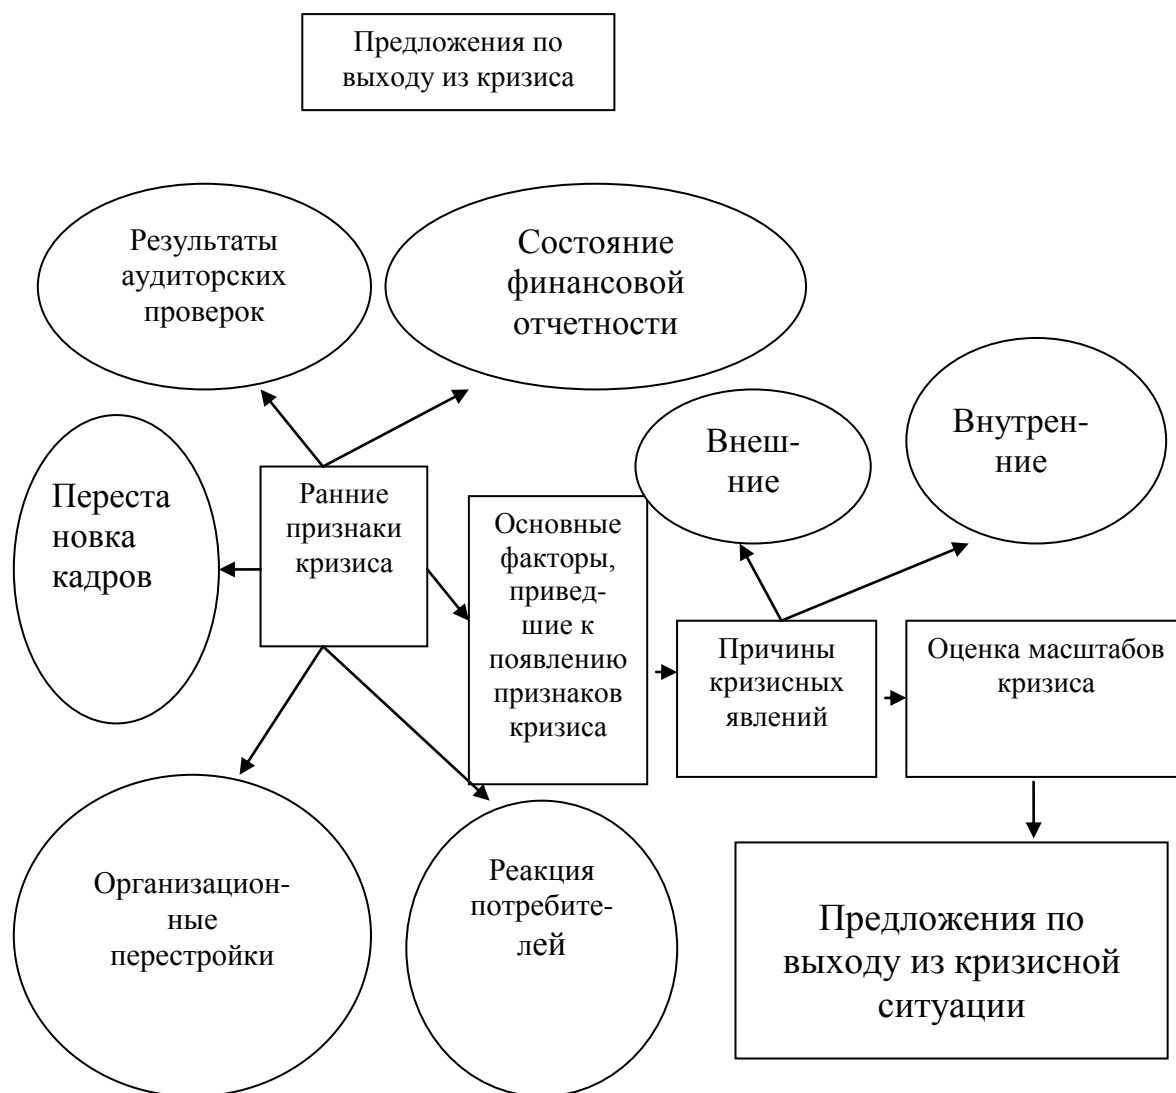 Предложения по
выходу из кризиса
Результаты
аудиторских
проверок
Состояние
финансовой
отчетности
Внеш-
ние
Внутрен-
ние
Переста
новка
кадров
Ранние
признаки
кризиса
Основные
факторы,
привед-
шие к
появлению
признаков
кризиса
Причины
кризисных
явлений
Оценка масштабов
кризиса
Организацион-
ные
перестройки
Реакция
потребите-
лей
Предложения по
выходу из кризисной
ситуации